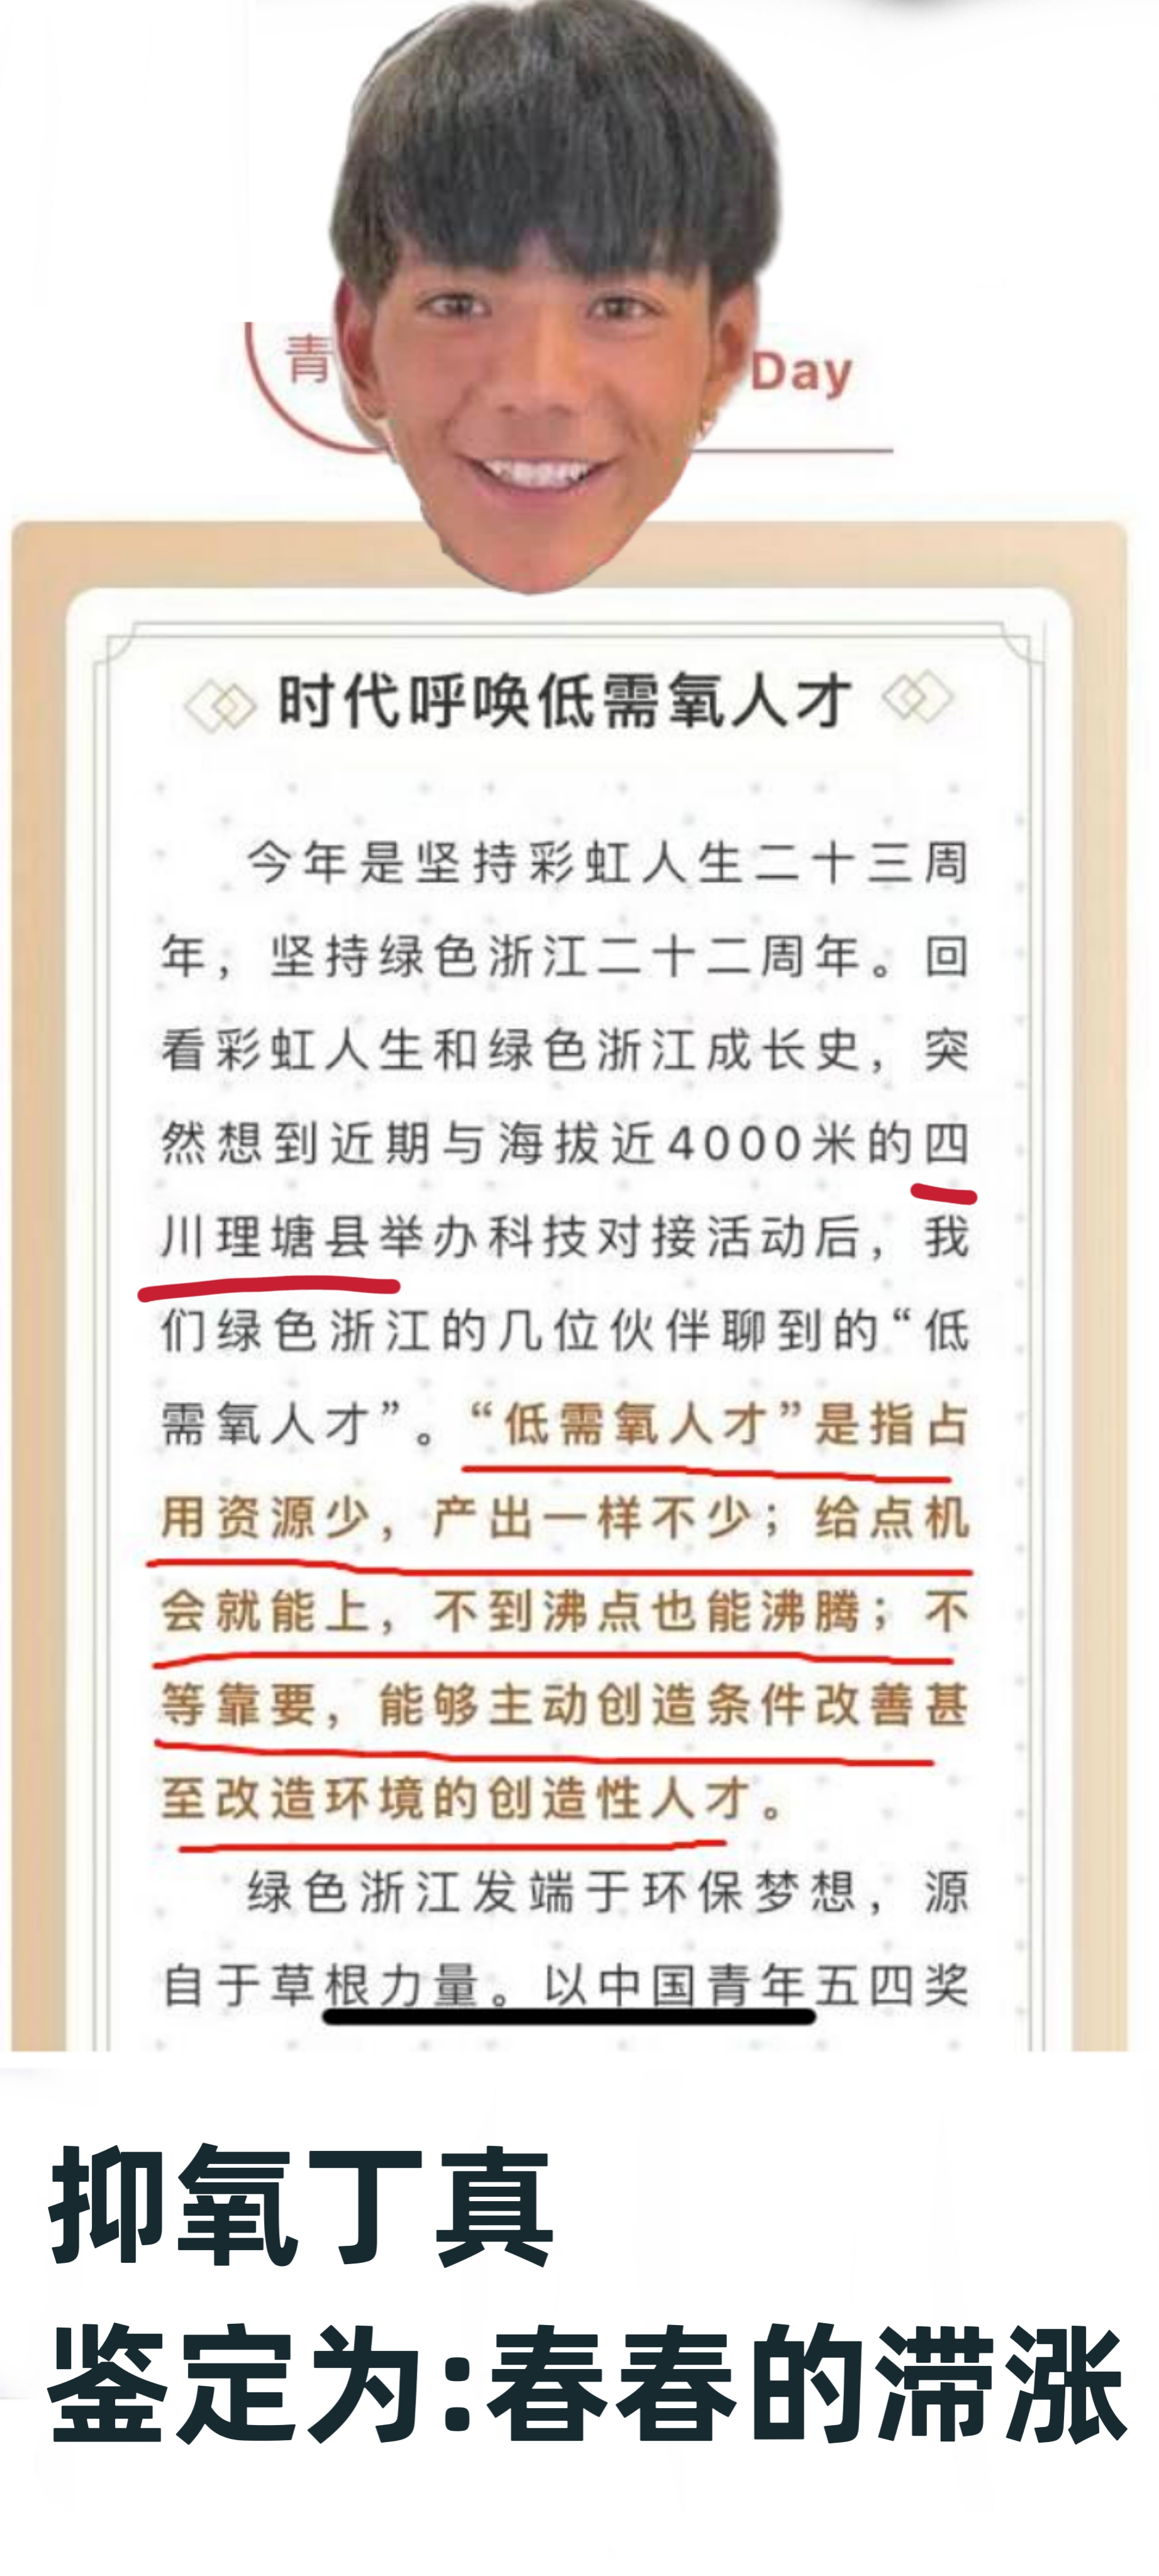 青
Day
时代呼唤低需氧人才
今年是坚持彩虹人生二十三周
年，坚持绿色浙江二十二周年。回
看彩虹人生和绿色浙江成长史，突
然想到近期与海拔近4000米的四
川理塘县举办科技对接活动后，我
们绿色浙江的几位伙伴聊到的“低
需氧人才”。“低需氧人才”是指占
用资源少，产出一样不少；给点机
会就能上，不到沸点也能沸腾；不
等靠要，能够主动创造条件改善甚
至改造环境的创造性人才。
绿色浙江发端于环保梦想，源
自于草根力量。以中国青年五四奖
抑氧丁真
鉴定为:春春的滞涨